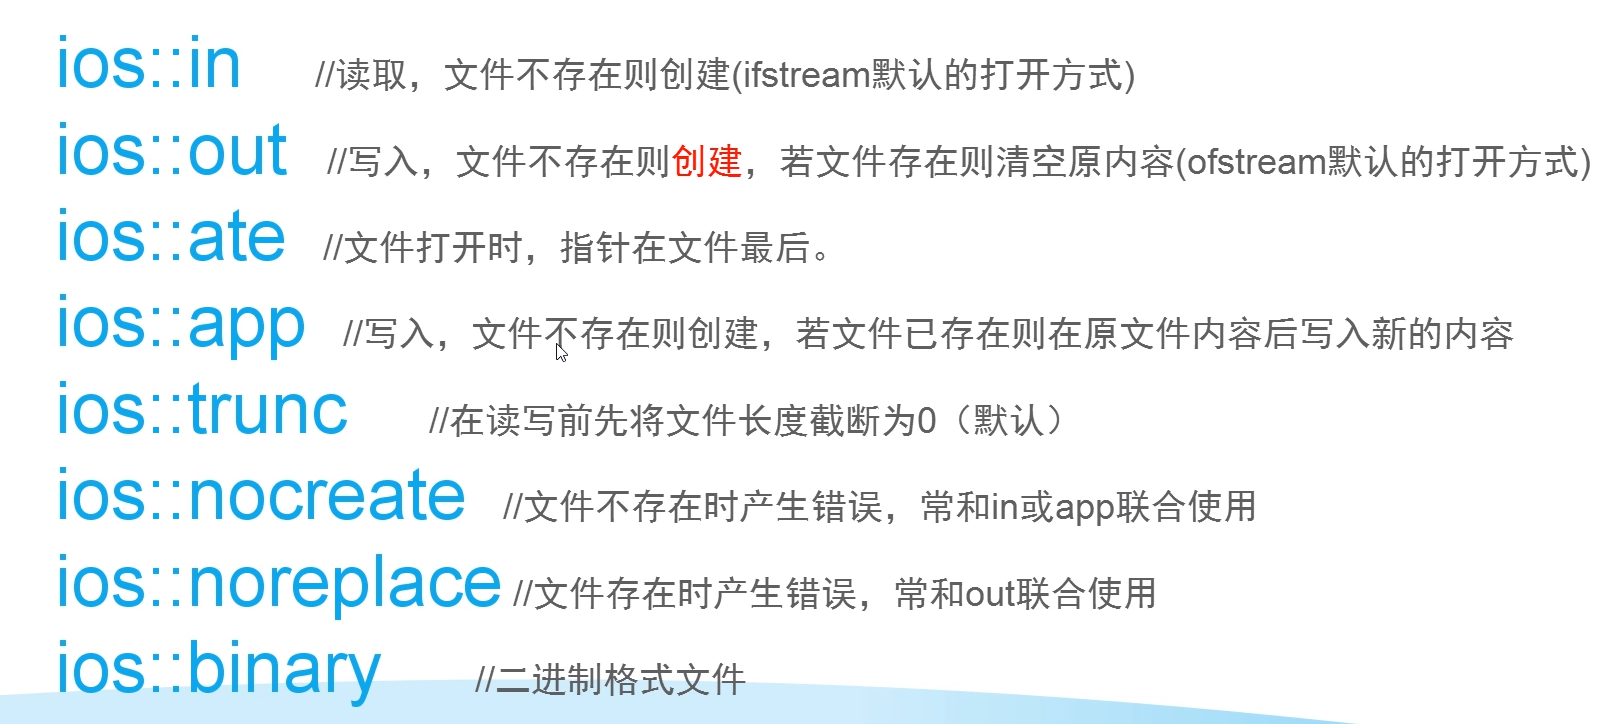 ios::in //读取，文件不存在则创建(ifstream默认的打开方式)
ios::out //写入，文件不存在则创建，若文件存在则清空原内容(ofstream默认的打开方式)
ios::ate //文件打开时，指针在文件最后。
ios::app //写入，文件不存在则创建，若文件已存在则在原文件内容后写入新的内容
ios::trunc //在读写前先将文件长度截断为0（默认）
ios::nocreate //文件不存在时产生错误，常和in或app联合使用
ios::noreplace //文件存在时产生错误，常和out联合使用
ios::binary //二进制格式文件